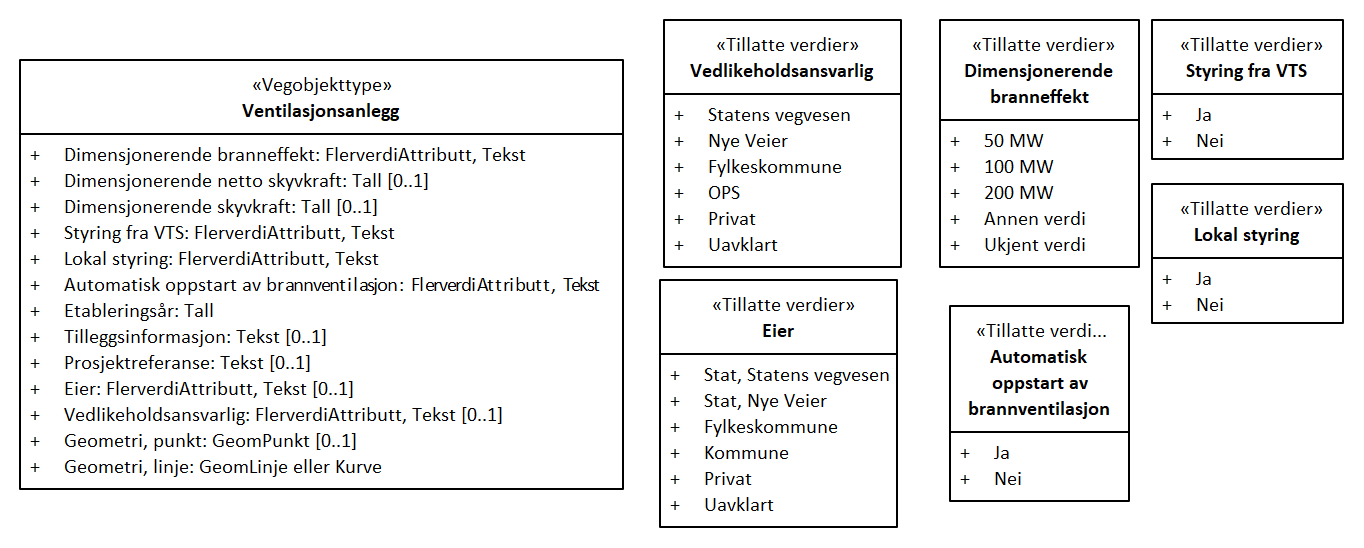 «Vegobjekttype»
Ventilasjonsanlegg
+ Dimensjonerende branneffekt: FlerverdiAttributt, Tekst
+ Dimensjonerende netto skyvkraft: Tall [0..1]
+ Dimensjonerende skyvkraft: Tall [0..1]
+ Styring fra VTS: FlerverdiAttributt, Tekst
+ Lokal styring: FlerverdiAttributt, Tekst
+ Automatisk oppstart av brannventilasjon: FlerverdiAttributt, Tekst
+ Etableringsår: Tall
+ Tilleggsinformasjon: Tekst [0..1]
+ Prosjektreferanse: Tekst [0..1]
+ Eier: FlerverdiAttributt, Tekst [0..1]
+ Vedlikeholdsansvarlig: FlerverdiAttributt, Tekst [0..1]
+ Geometri, punkt: GeomPunkt [0..1]
+ Geometri, linje: GeomLinje eller Kurve
«Tillatte verdier»
Vedlikeholdsansvarlig
+ Statens vegvesen
+ Nye Veier
+ Fylkeskommune
+ OPS
+ Privat
+ Uavklart
«Tillatte verdier»
Eier
+ Stat, Statens vegvesen
+ Stat, Nye Veier
+ Fylkeskommune
+ Kommune
+ Privat
+ Uavklart
«Tillatte verdier»
Dimensjonerende
branneffekt
+ 50 MW
+ 100 MW
+ 200 MW
+ Annen verdi
+ Ukjent verdi
«Tillatte verdi...
Automatisk
oppstart av
brannventilasjon
+ Ja
+ Nei
«Tillatte verdier»
Styring fra VTS
+ Ja
+ Nei
«Tillatte verdier»
Lokal styring
+ Ja
+ Nei